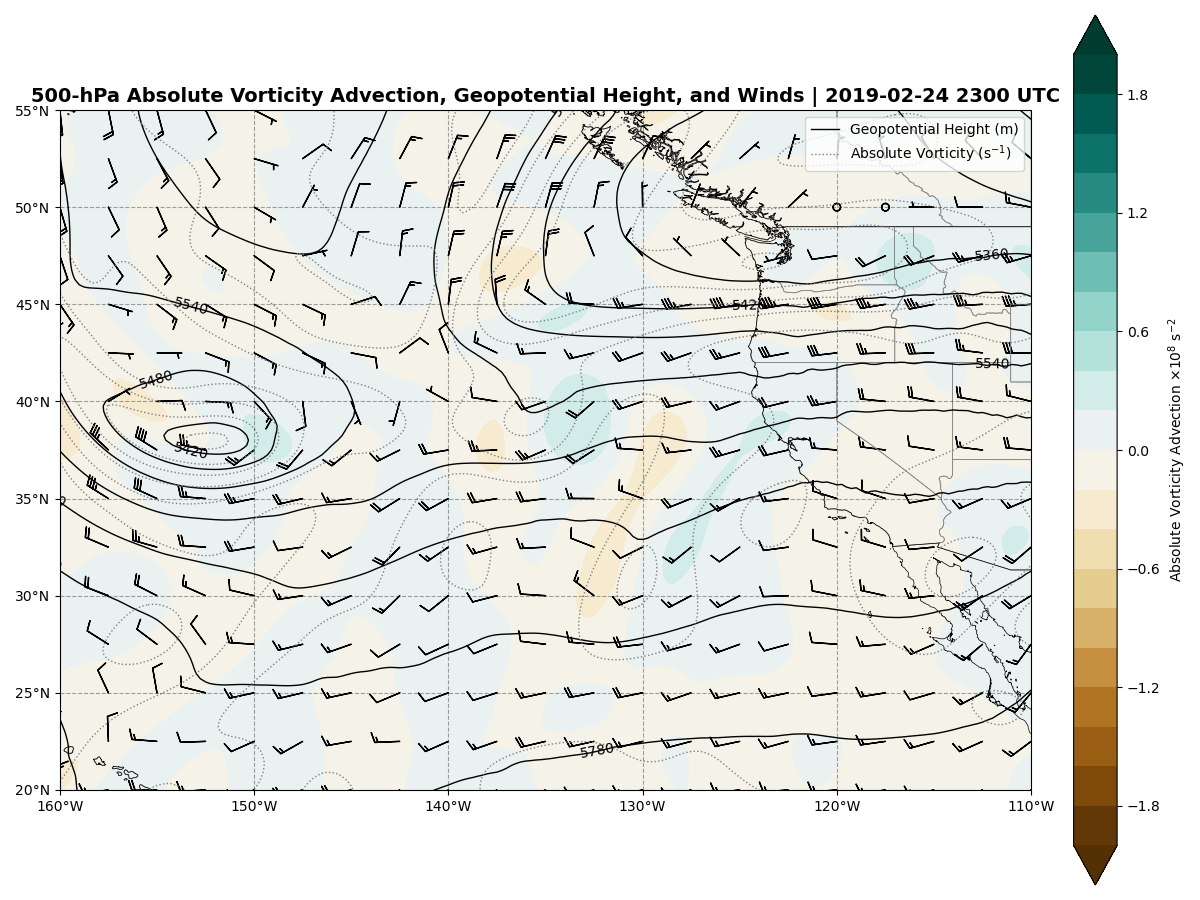 500-hPa Absolute Vorticity Advection, Geopotential Height, and Winds | 2019-02-24 2300 UTC
Geopotential Height (m)
Absolute Vorticity (s⁻¹)
55°N
50°N
45°N
40°N
35°N
30°N
25°N
20°N
160°W
150°W
140°W
130°W
120°W
110°W
5360
5420
5540
5540
5480
5420
5780
1.8
1.2
0.6
0.0
−0.6
−1.2
−1.8
Absolute Vorticity Advection ×10⁸ s⁻²